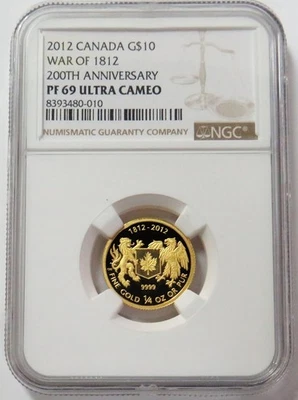 2012 CANADA G$10
WAR OF 1812
200TH ANNIVERSARY
PF 69 ULTRA CAMEO
8393480-010
NUMISMATIC GUARANTY COMPANY
NGC
1812-2012
9999
FINE GOLD 1/4 OZ OR PUR